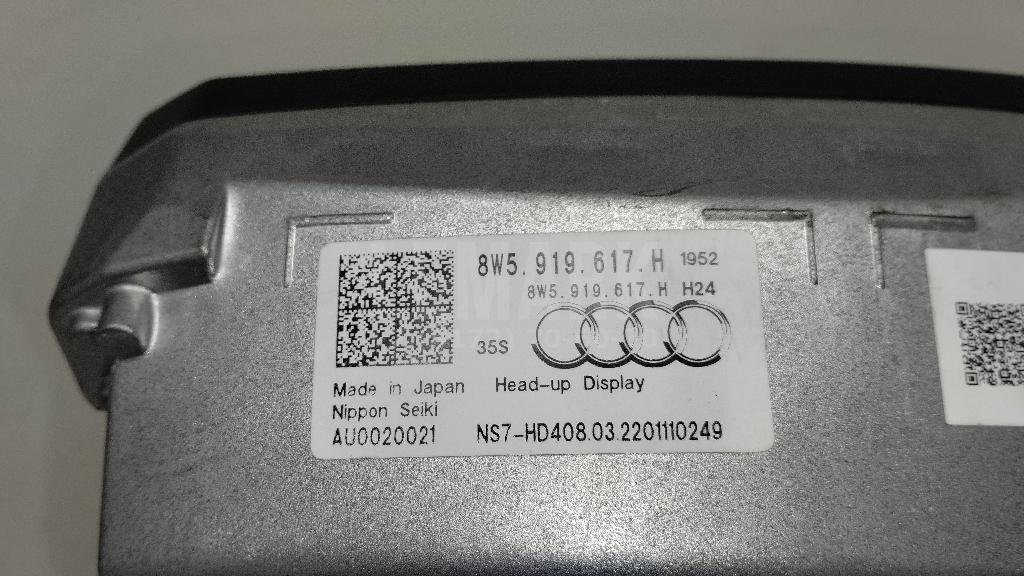 8W5.919.617.H 1952
8W5.919.617.H H24
35S
Made in Japan Head-up Display
Nippon Seiki
AU0020021 NS7-HD408.03.2201110249